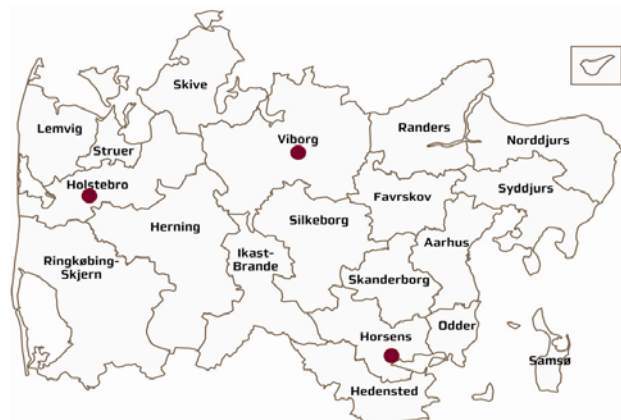 Skive
Lemvig
Struer
Viborg
Randers
Norddjurs
Holstebro
Favrskov
Syddjurs
Herning
Silkeborg
Aarhus
Ikast-
Brande
Ringkøbing-
Skjern
Skanderborg
Horsens
Odder
Samsø
Hedensted